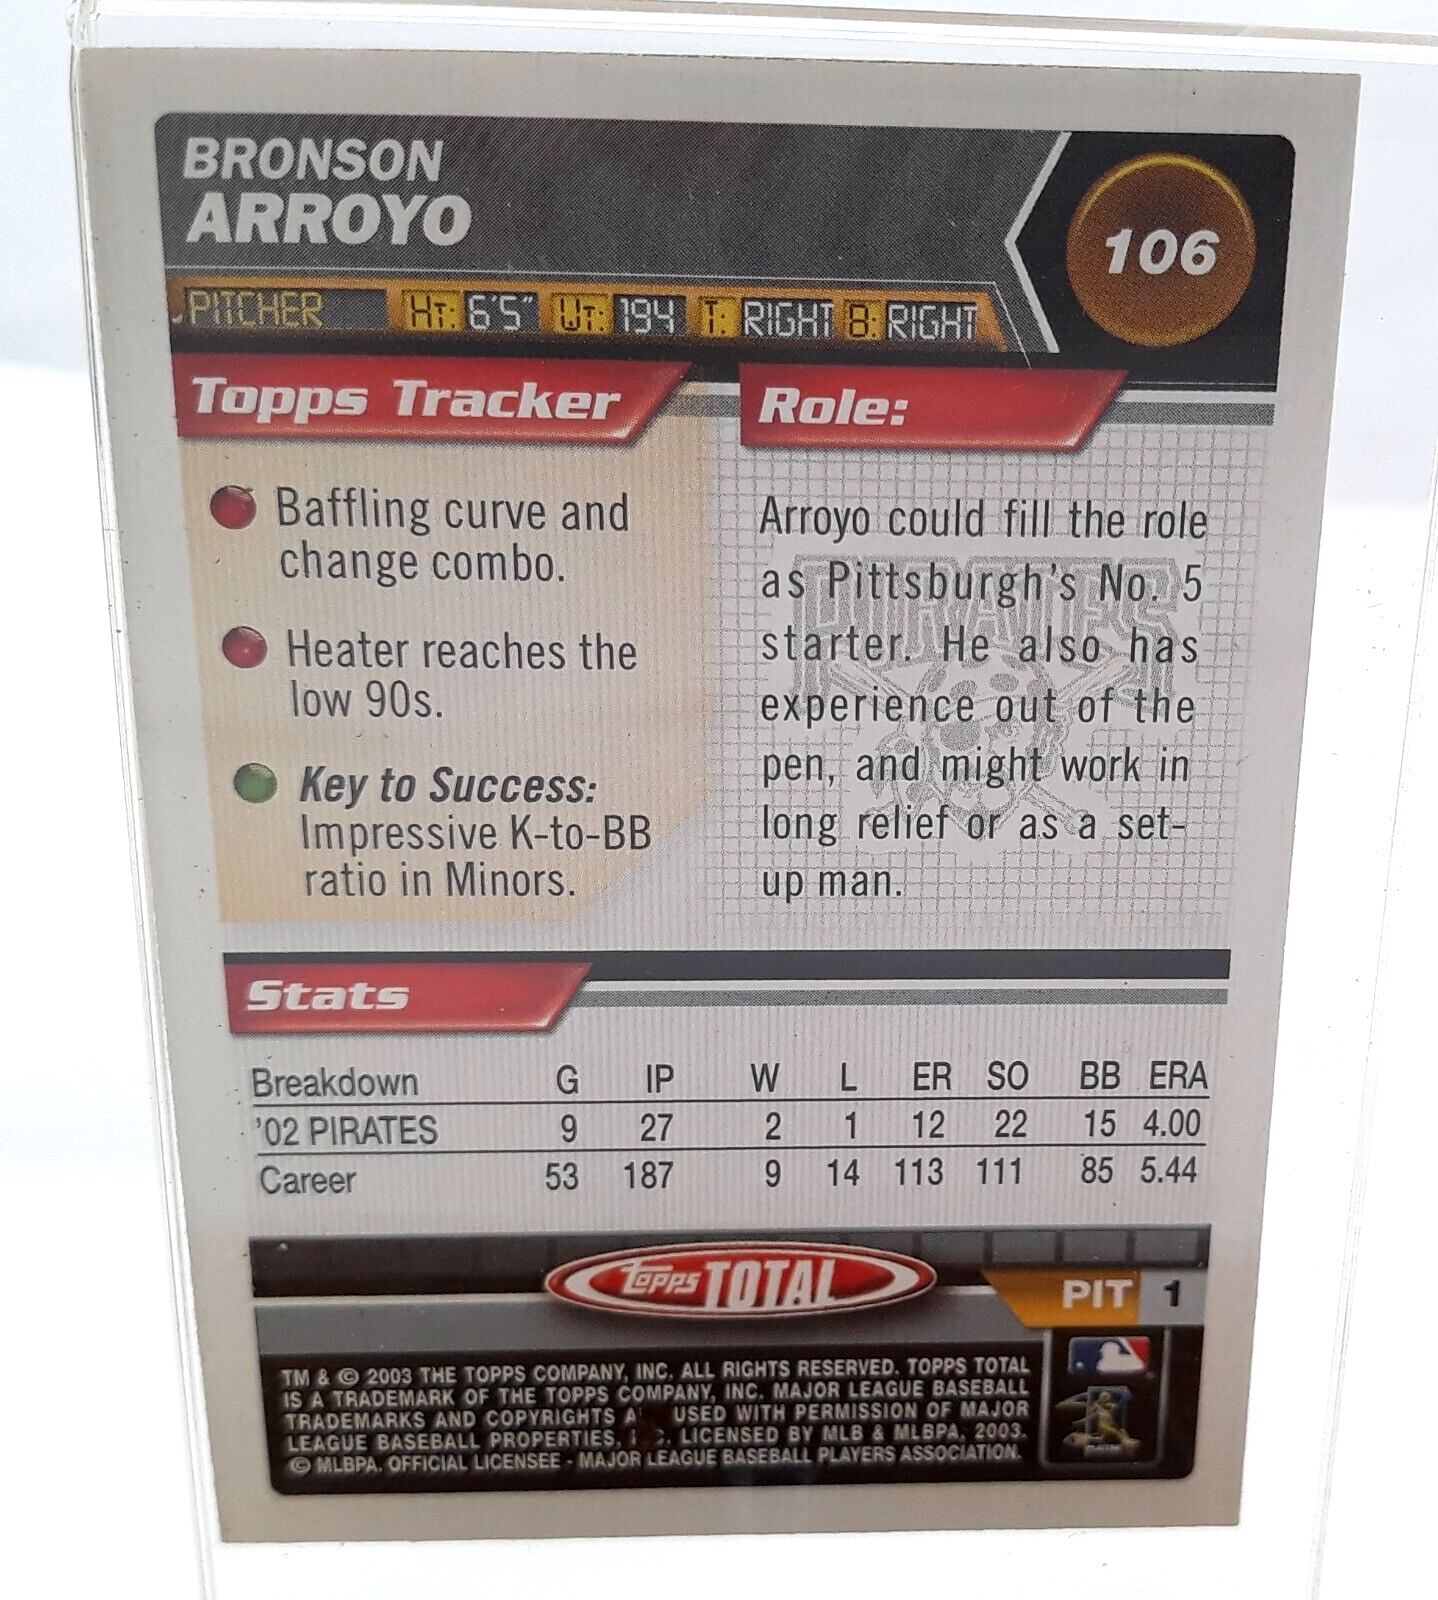 BRONSON
ARROYO
106
PITCHER HT: 6'5" WT: 194 T: RIGHT B: RIGHT
Topps Tracker
Baffling curve and
change combo.
Heater reaches the
low 90s.
Key to Success:
Impressive K-to-BB
ratio in Minors.
Role:
Arroyo could fill the role
as Pittsburgh's No. 5
starter. He also has
experience out of the
pen, and might work in
long relief or as a set-
up man.
PIRATES
Stats
Breakdown G IP W L ER SO BB ERA
'02 PIRATES 9 27 2 1 12 22 15 4.00
Career 53 187 9 14 113 111 85 5.44
Topps TOTAL
PIT 1
TM & © 2003 THE TOPPS COMPANY, INC. ALL RIGHTS RESERVED. TOPPS TOTAL
IS A TRADEMARK OF THE TOPPS COMPANY, INC. MAJOR LEAGUE BASEBALL
TRADEMARKS AND COPYRIGHTS A USED WITH PERMISSION OF MAJOR
LEAGUE BASEBALL PROPERTIES, LICENSED BY MLB & MLBPA, 2003.
© MLBPA. OFFICIAL LICENSEE - MAJOR LEAGUE BASEBALL PLAYERS ASSOCIATION.